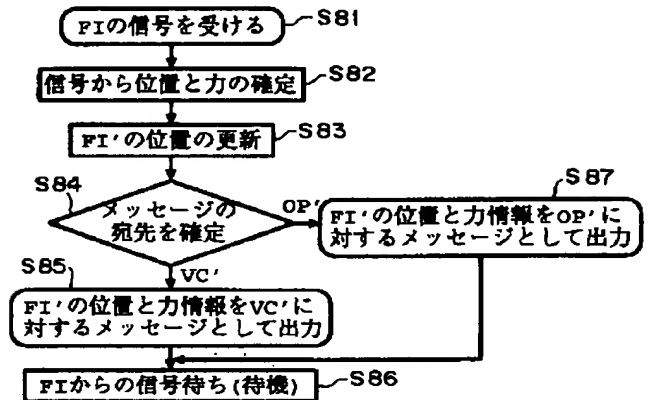 FIの信号を受ける
S81
信号から位置と力の確定
S82
FI'の位置の更新
S83
S84
メッセージの
宛先を確定
OP'
S87
FI'の位置と力情報をOP'に
対するメッセージとして出力
VC'
S85
FI'の位置と力情報をVC'に
対するメッセージとして出力
FIからの信号待ち(待機)
S86